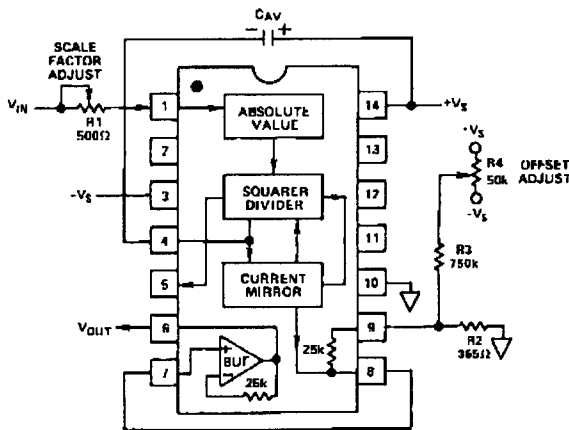 CAV
− +
SCALE
FACTOR
ADJUST
VIN
R1
500Ω
1
ABSOLUTE
VALUE
14
+VS
2
13
-VS
R4
50k
OFFSET
ADJUST
-VS
-VS
3
SQUARER
DIVIDER
12
4
11
R3
750k
5
CURRENT
MIRROR
10
VOUT
6
25k
9
R2
365Ω
7
+
BUF
−
25k
8